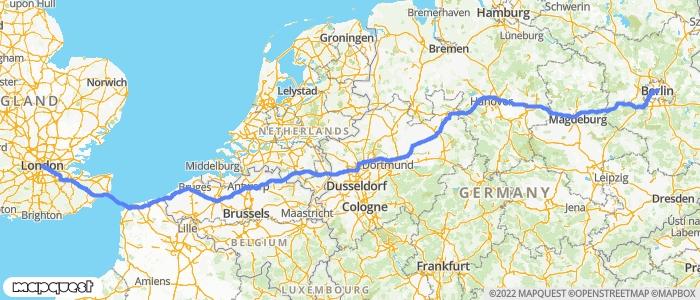 upon Hull
Bremerhaven
Hamburg
Schwerin
Groningen
Lüneburg
Bremen
Norwich
Lelystad
GLAND
Berlin
Hanover
NETHERLANDS
Magdeburg
London
Middelburg
Dortmund
Bruges
Antwerp
Dusseldorf
Leipzig
Brighton
Brussels
Maastricht
Cologne
GERMANY
Dresden
Lille
Jena
Ústí na
Labem
BELGIUM
Amiens
Frankfurt
LUXEMBOURG
mapquest
©2022 MAPQUEST ©OPENSTREETMAP ©MAPBOX